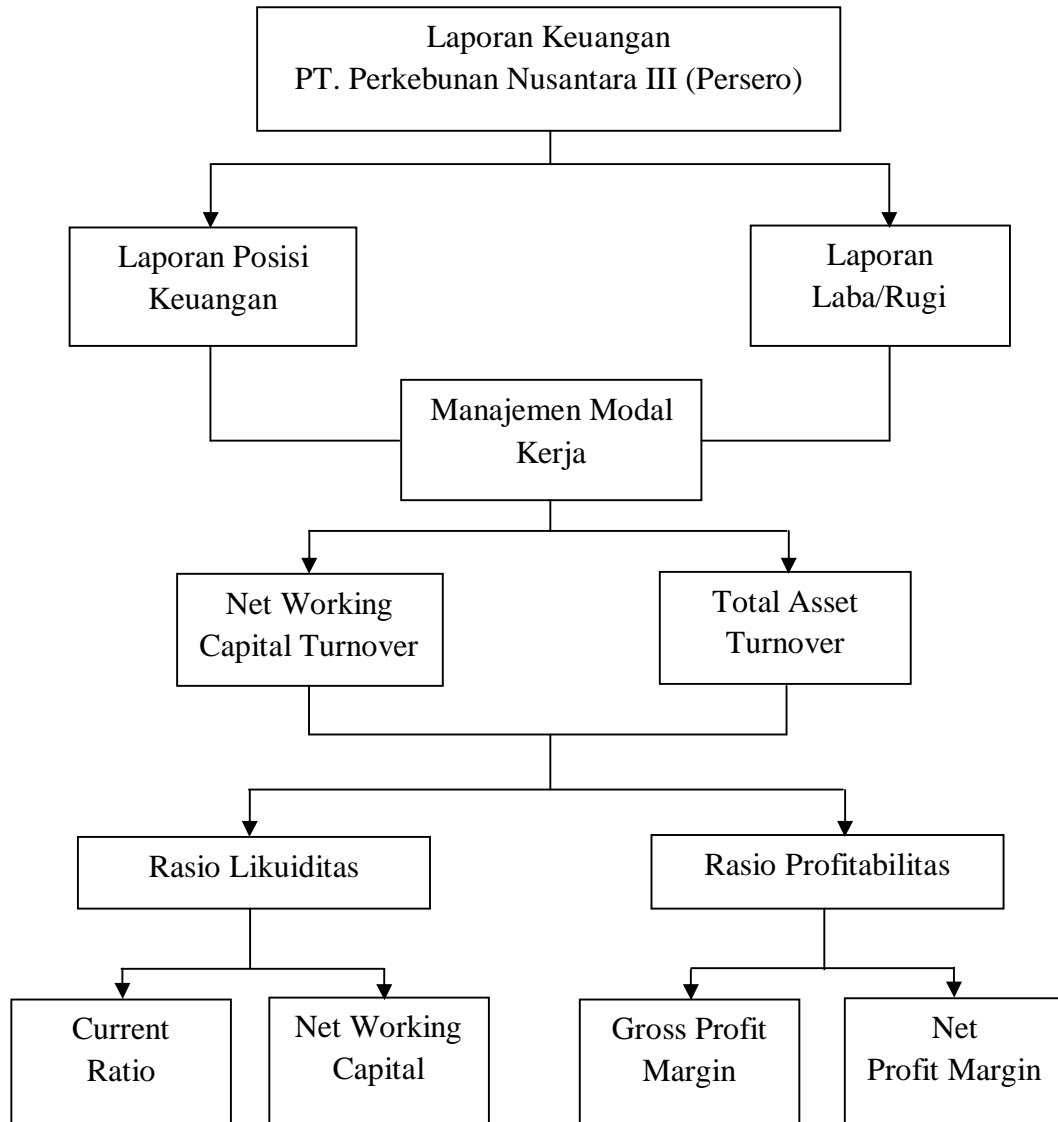 Laporan Keuangan
PT. Perkebunan Nusantara III (Persero)
Laporan Posisi
Keuangan
Laporan
Laba/Rugi
Manajemen Modal
Kerja
Net Working
Capital Turnover
Total Asset
Turnover
Rasio Likuiditas
Rasio Profitabilitas
Current
Ratio
Net Working
Capital
Gross Profit
Margin
Net
Profit Margin